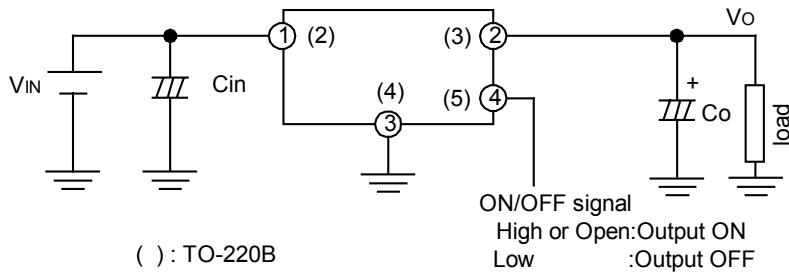 VO
1 (2) (3) 2
VIN
Cin
(4)
(5) 4
+
Co
load
3
ON/OFF signal
High or Open:Output ON
( ) : TO-220B
Low :Output OFF